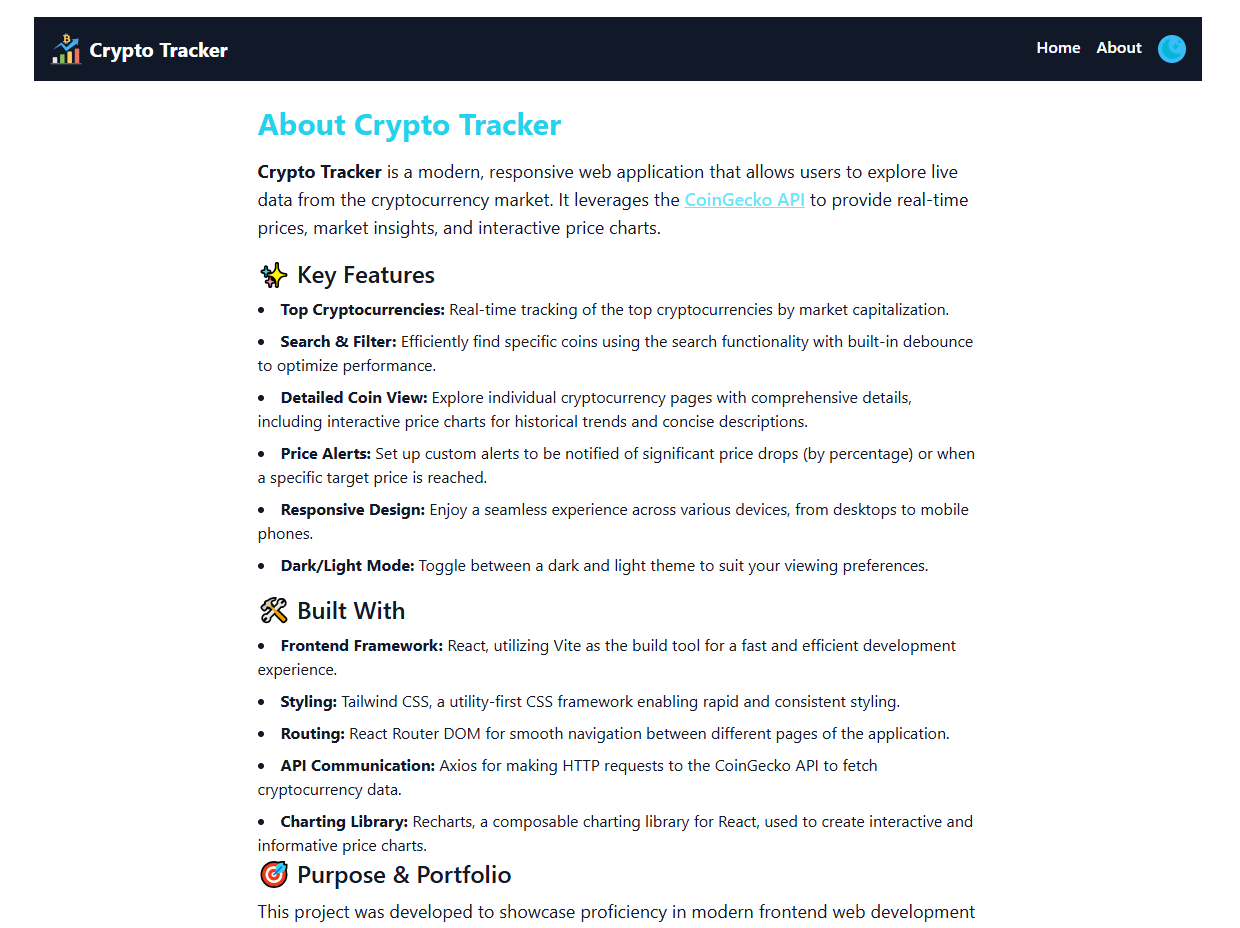 Crypto Tracker
Home About
About Crypto Tracker
Crypto Tracker is a modern, responsive web application that allows users to explore live
data from the cryptocurrency market. It leverages the CoinGecko API to provide real-time
prices, market insights, and interactive price charts.
✨ Key Features
• Top Cryptocurrencies: Real-time tracking of the top cryptocurrencies by market capitalization.
• Search & Filter: Efficiently find specific coins using the search functionality with built-in debounce
to optimize performance.
• Detailed Coin View: Explore individual cryptocurrency pages with comprehensive details,
including interactive price charts for historical trends and concise descriptions.
• Price Alerts: Set up custom alerts to be notified of significant price drops (by percentage) or when
a specific target price is reached.
• Responsive Design: Enjoy a seamless experience across various devices, from desktops to mobile
phones.
• Dark/Light Mode: Toggle between a dark and light theme to suit your viewing preferences.
🛠 Built With
• Frontend Framework: React, utilizing Vite as the build tool for a fast and efficient development
experience.
• Styling: Tailwind CSS, a utility-first CSS framework enabling rapid and consistent styling.
• Routing: React Router DOM for smooth navigation between different pages of the application.
• API Communication: Axios for making HTTP requests to the CoinGecko API to fetch
cryptocurrency data.
• Charting Library: Recharts, a composable charting library for React, used to create interactive and
informative price charts.
🎯 Purpose & Portfolio
This project was developed to showcase proficiency in modern frontend web development